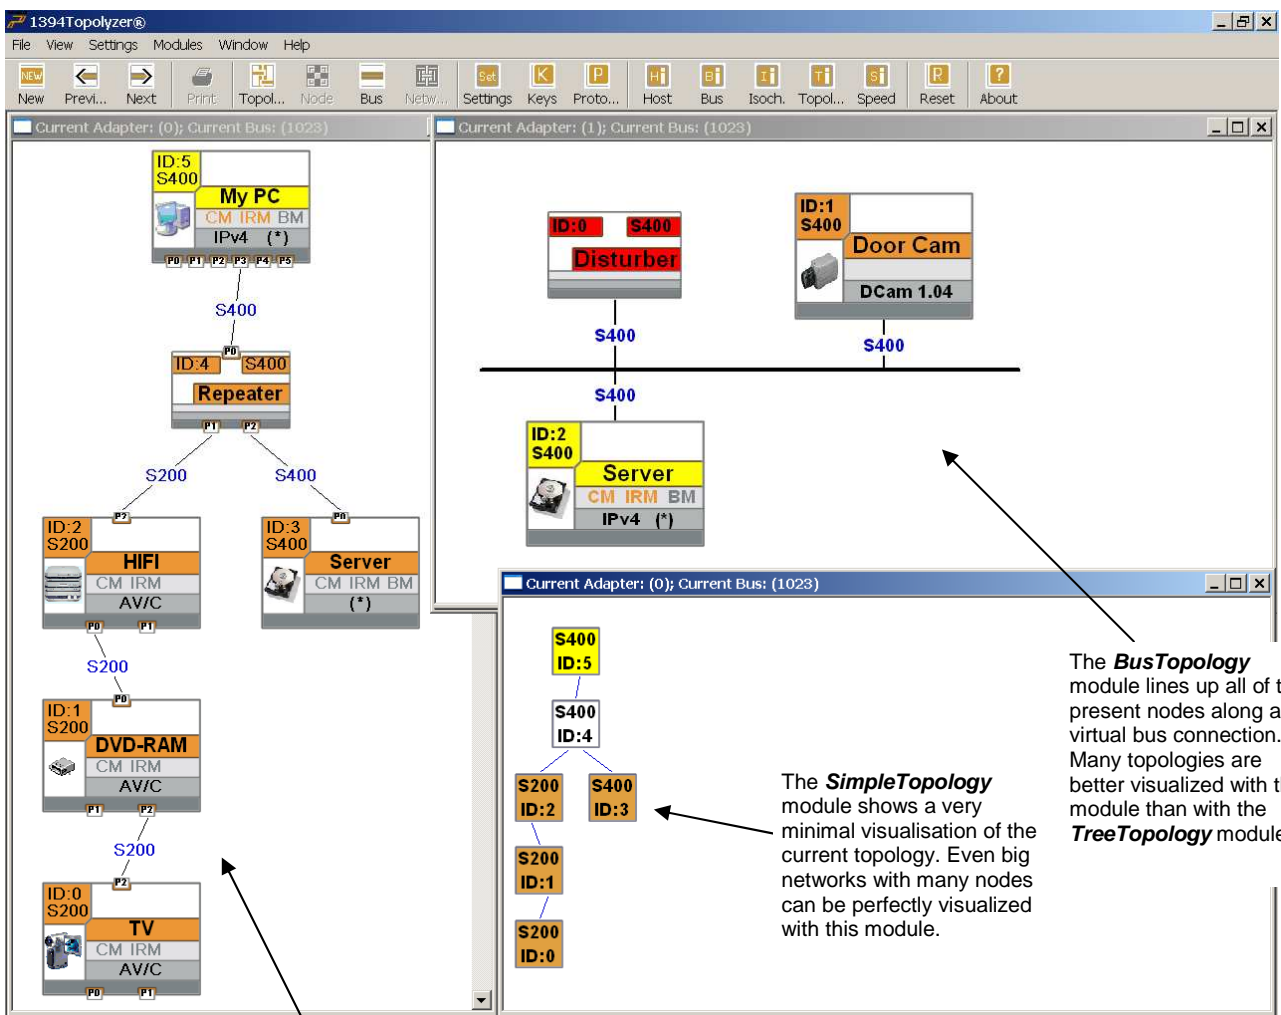 1394Topolyzer®
File View Settings Modules Window Help
NEW Set K P Hi Bi Ii Ti Si R ?
New Previ... Next Print Topol... Node Bus Netw... Settings Keys Proto... Host Bus Isoch. Topol... Speed Reset About
Current Adapter: (0); Current Bus: (1023)
ID:5
S400
My PC
CM IRM BM
IPv4 (*)
P0 P1 P2 P3 P4 P5
S400
P0
ID:4 S400
Repeater
P1 P2
S200 S400
P2
ID:2
S200
HIFI
CM IRM
AV/C
P0 P1
P0
ID:3
S400
Server
CM IRM BM
(*)
S200
P0
ID:1
S200
DVD-RAM
CM IRM
AV/C
P1 P2
S200
P2
ID:0
S200
TV
CM IRM
AV/C
P0 P1
Current Adapter: (1); Current Bus: (1023)
ID:0 S400
Disturber
S400
ID:1
S400
Door Cam
DCam 1.04
S400
S400
ID:2
S400
Server
CM IRM BM
IPv4 (*)
Current Adapter: (0); Current Bus: (1023)
S400
ID:5
S400
ID:4
S200
ID:2
S400
ID:3
S200
ID:1
S200
ID:0
The SimpleTopology
module shows a very
minimal visualisation of the
current topology. Even big
networks with many nodes
can be perfectly visualized
with this module.
The BusTopology
module lines up all of t
present nodes along a
virtual bus connection.
Many topologies are
better visualized with t
module than with the
TreeTopology module